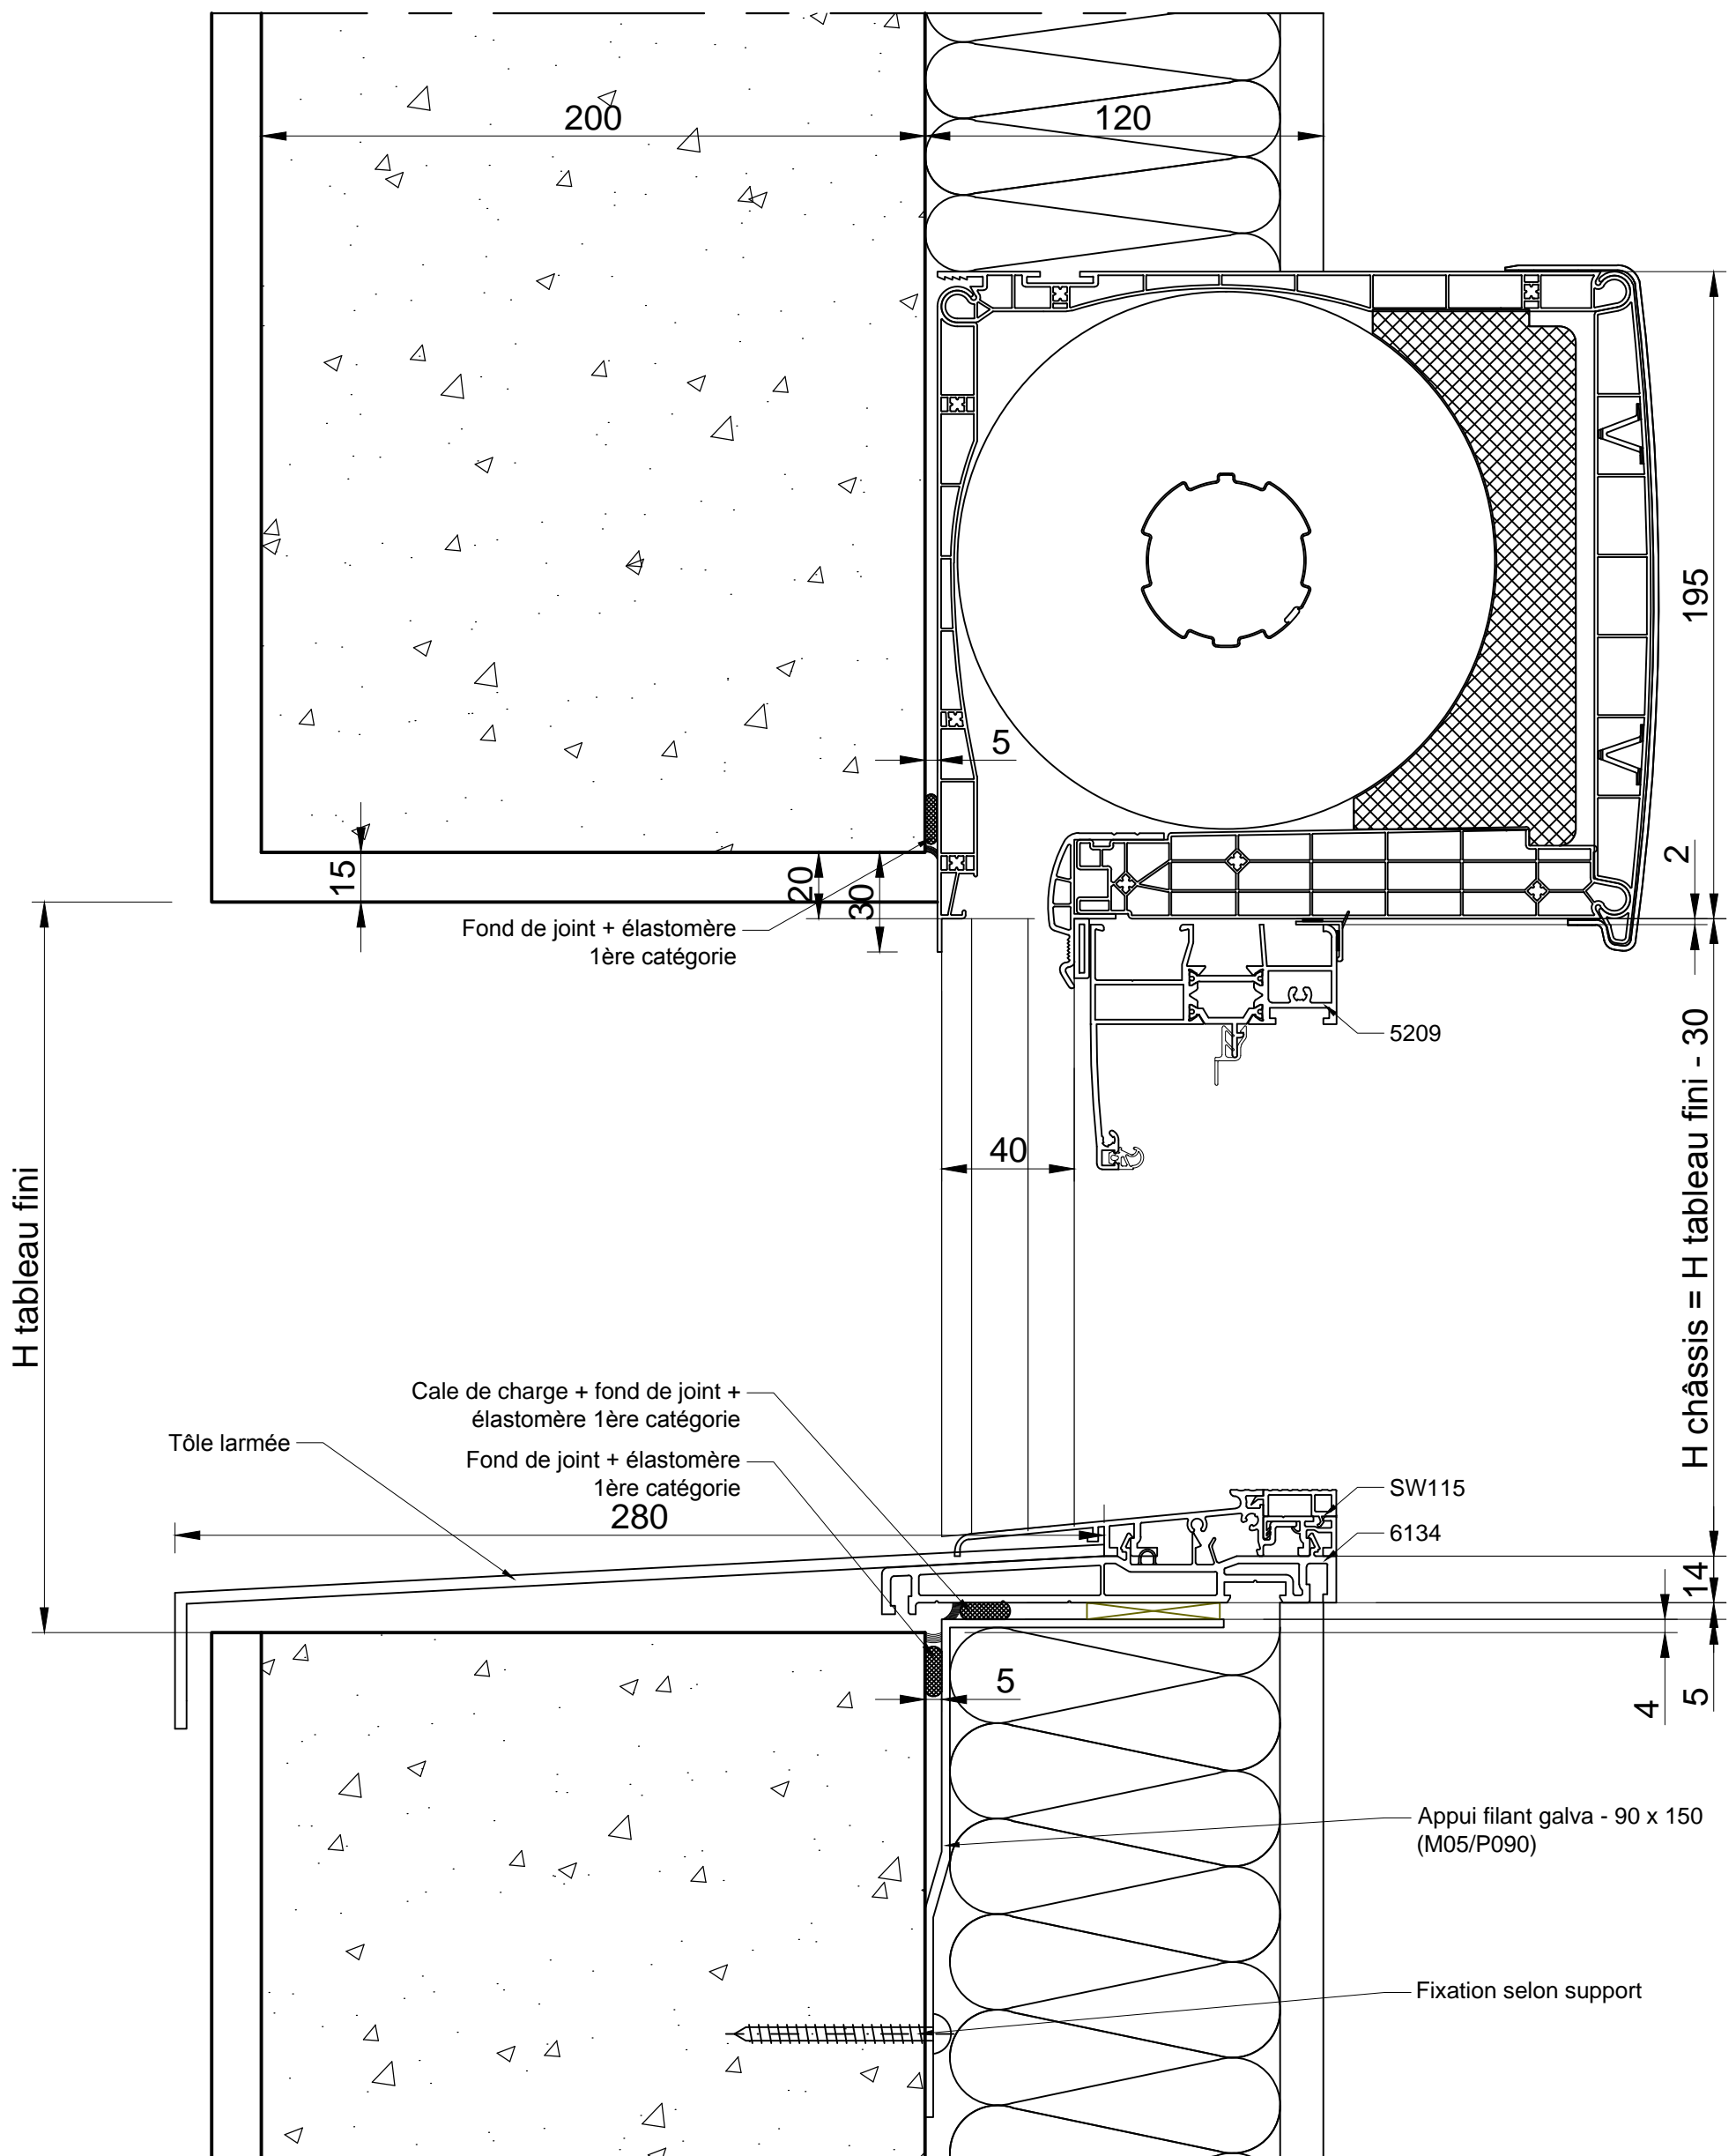 200
120
195
5
15
20
30
2
Fond de joint + élastomère
1ère catégorie
5209
40
H tableau fini
H châssis = H tableau fini - 30
Cale de charge + fond de joint +
élastomère 1ère catégorie
Tôle larmée
Fond de joint + élastomère
1ère catégorie
280
SW115
6134
14
5
4
5
Appui filant galva - 90 x 150
(M05/P090)
Fixation selon support